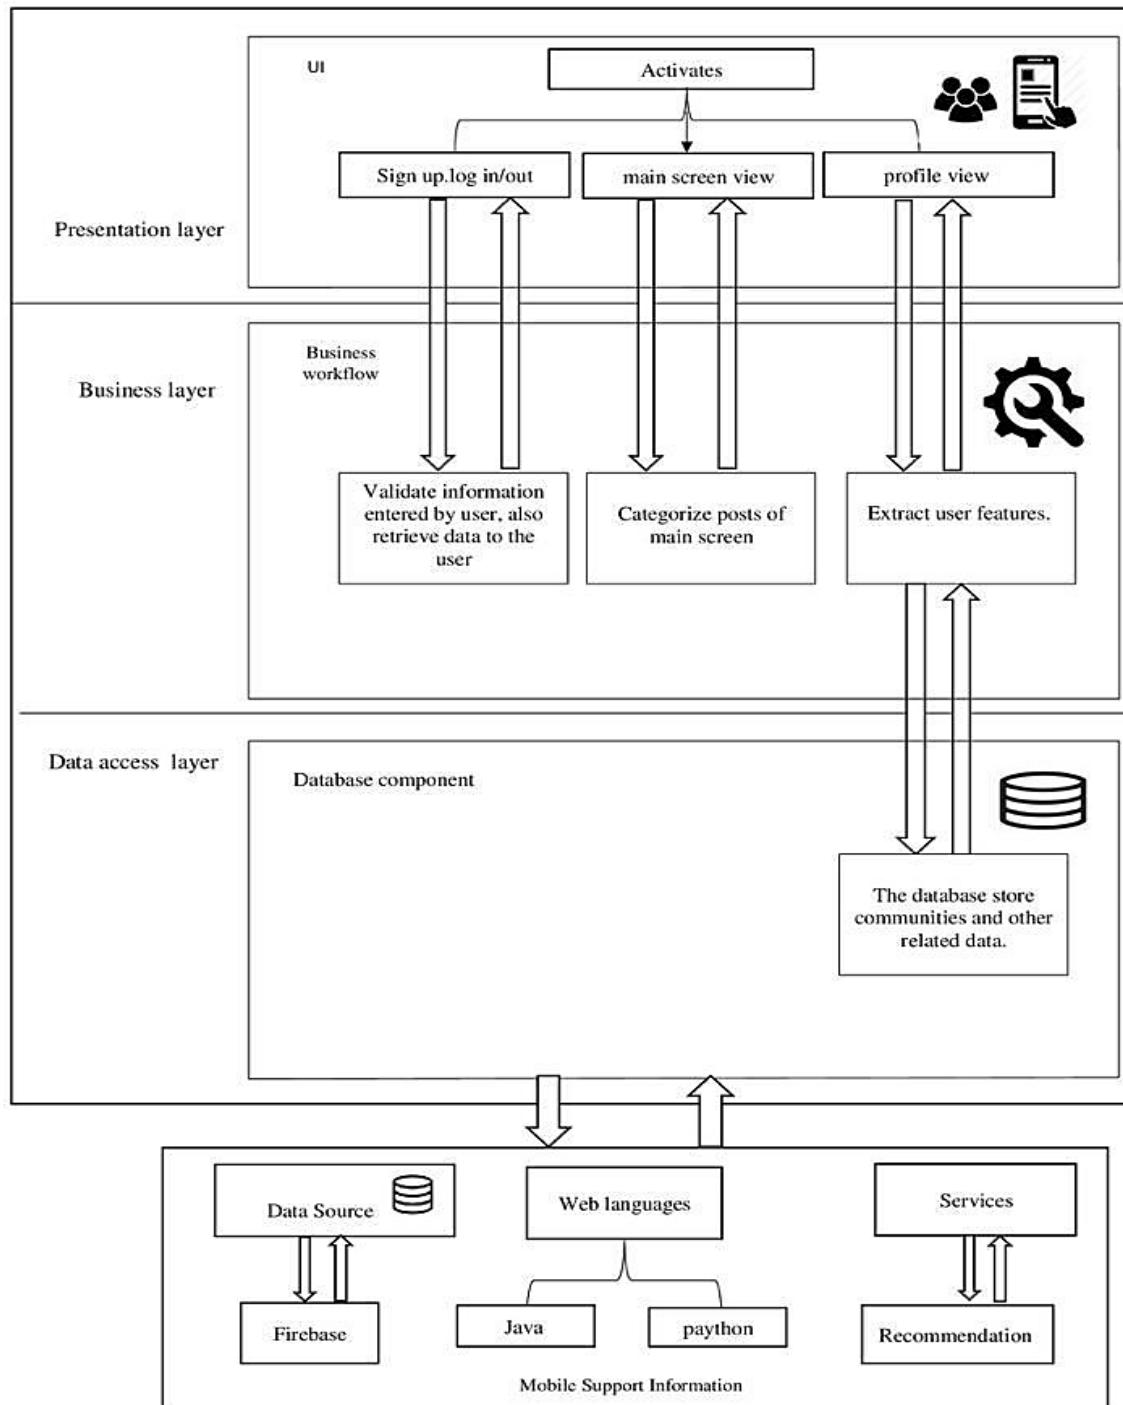 UI
Activates
Sign up.log in/out
main screen view
profile view
Presentation layer
Business
workflow
Business layer
Validate information
entered by user, also
retrieve data to the
user
Categorize posts of
main screen
Extract user features.
Data access layer
Database component
The database store
communities and other
related data.
Data Source
Web languages
Services
Firebase
Java
paython
Recommendation
Mobile Support Information